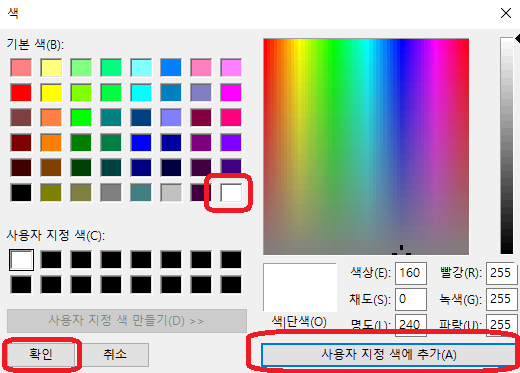 색
기본 색(B):
사용자 지정 색(C):
사용자 지정 색 만들기(D) >>
확인
취소
색상(E): 160
빨강(R): 255
채도(S): 0
녹색(G): 255
색|단색(O)
명도(L): 240
파랑(U): 255
사용자 지정 색에 추가(A)